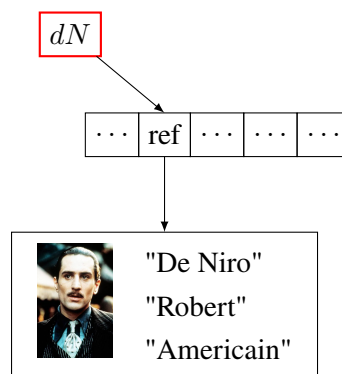 dN
··· ref ··· ··· ···
"De Niro"
"Robert"
"Americain"